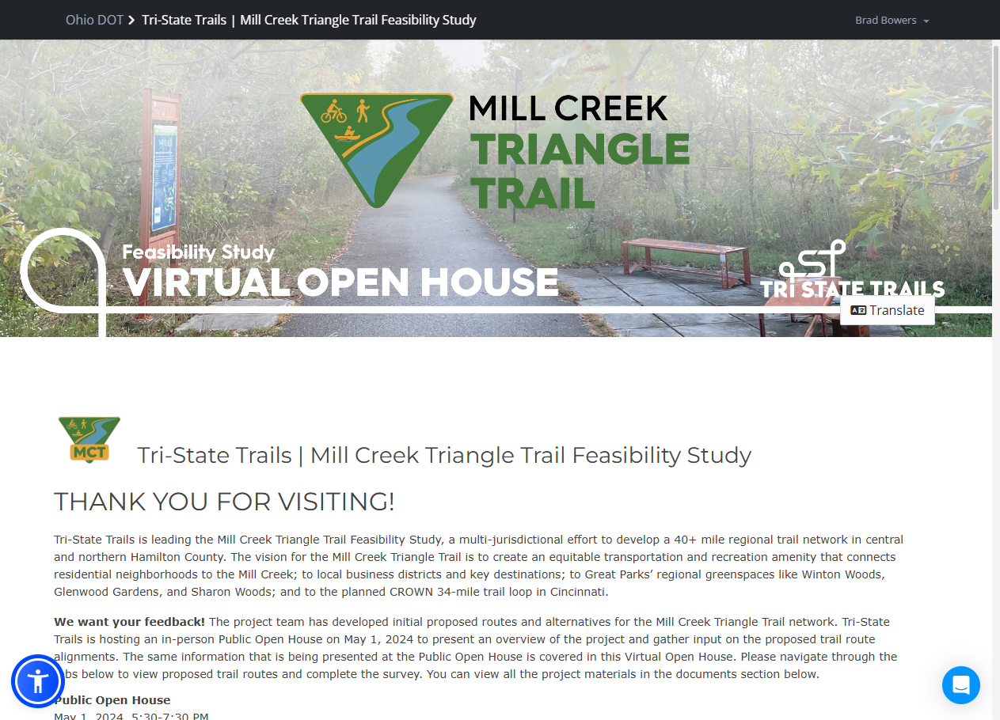 Ohio DOT > Tri-State Trails | Mill Creek Triangle Trail Feasibility Study
Brad Bowers
MILL CREEK
TRIANGLE
TRAIL
Feasibility Study
VIRTUAL OPEN HOUSE
TRI STATE TRAILS
Translate
MCT
Tri-State Trails | Mill Creek Triangle Trail Feasibility Study
THANK YOU FOR VISITING!
Tri-State Trails is leading the Mill Creek Triangle Trail Feasibility Study, a multi-jurisdictional effort to develop a 40+ mile regional trail network in central
and northern Hamilton County. The vision for the Mill Creek Triangle Trail is to create an equitable transportation and recreation amenity that connects
residential neighborhoods to the Mill Creek; to local business districts and key destinations; to Great Parks’ regional greenspaces like Winton Woods,
Glenwood Gardens, and Sharon Woods; and to the planned CROWN 34-mile trail loop in Cincinnati.
We want your feedback! The project team has developed initial proposed routes and alternatives for the Mill Creek Triangle Trail network. Tri-State
Trails is hosting an in-person Public Open House on May 1, 2024 to present an overview of the project and gather input on the proposed trail route
alignments. The same information that is being presented at the Public Open House is covered in this Virtual Open House. Please navigate through the
tabs below to view proposed trail routes and complete the survey. You can view all the project materials in the documents section below.
Public Open House
May 1, 2024, 5:30-7:30 PM